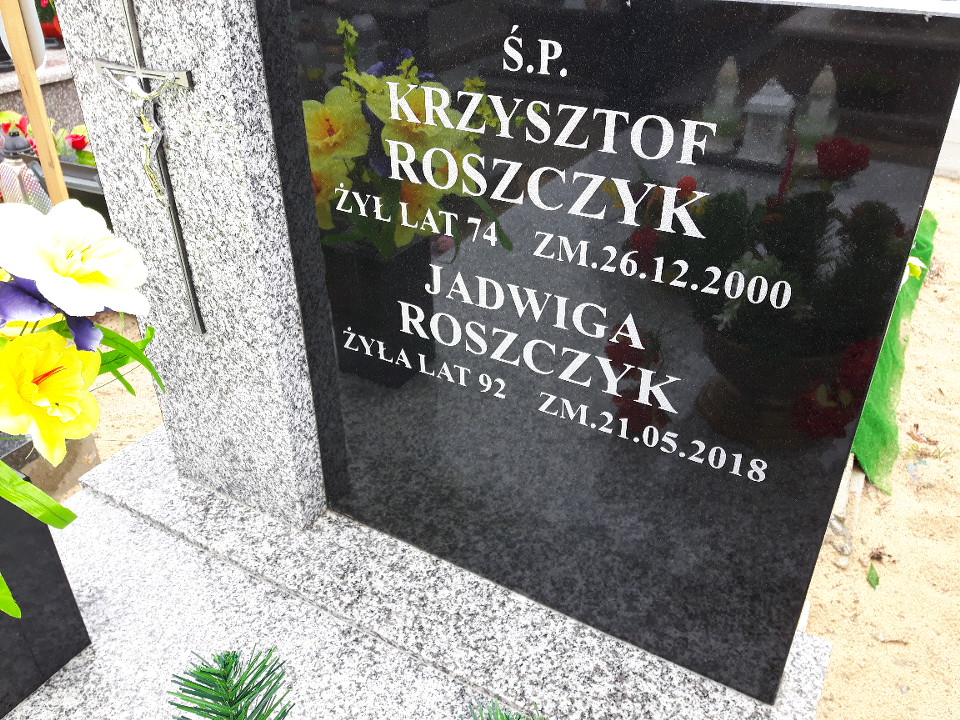 Ś.P.
KRZYSZTOF
ROSZCZYK
ŻYŁ LAT 74 ZM.26.12.2000
JADWIGA
ROSZCZYK
ŻYŁA LAT 92 ZM.21.05.2018